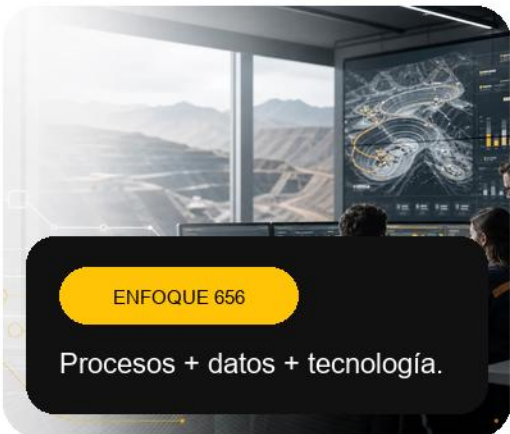 ENFOQUE 656
Procesos + datos + tecnología.